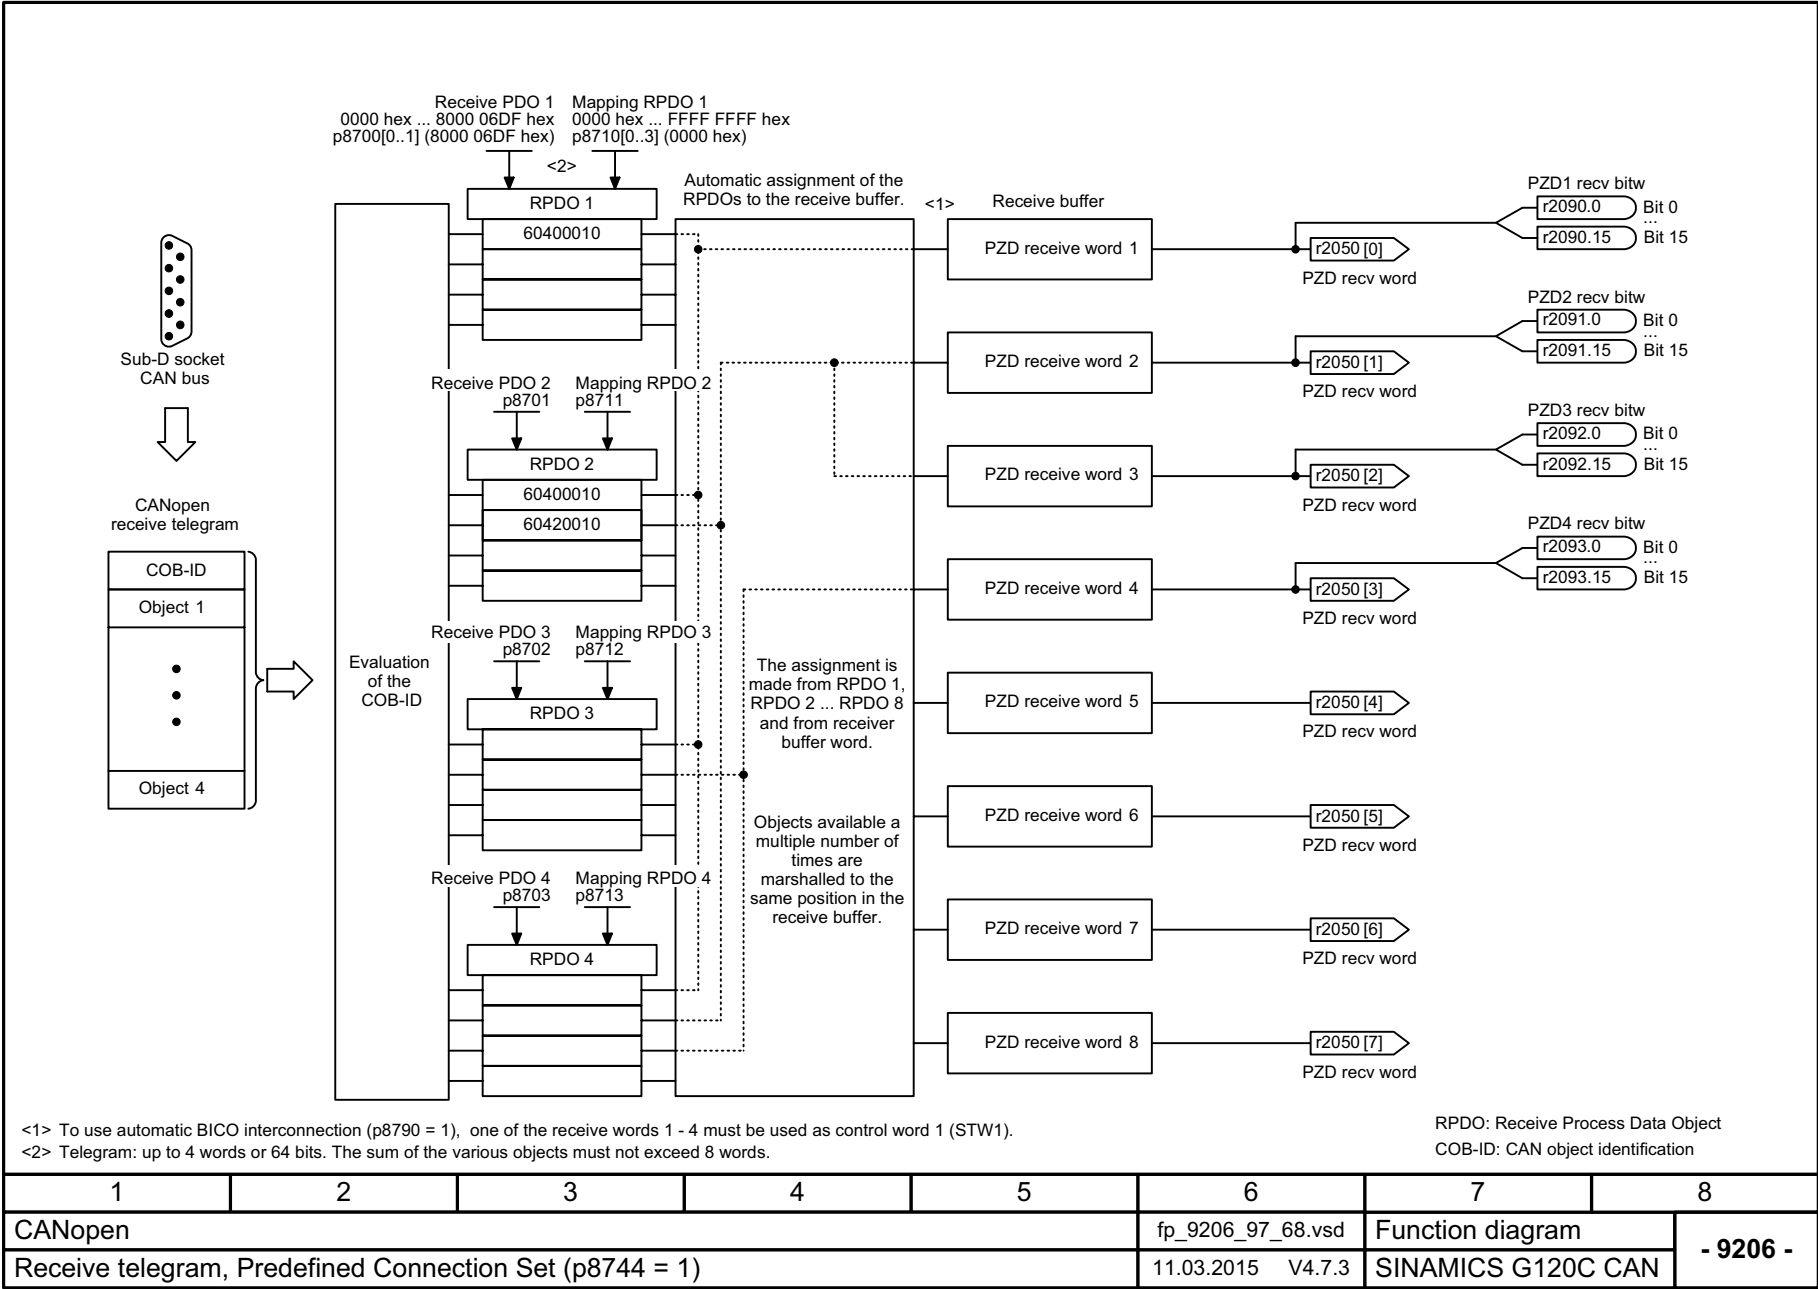 Receive PDO 1
0000 hex ... 8000 06DF hex
p8700[0..1] (8000 06DF hex)
Mapping RPDO 1
0000 hex ... FFFF FFFF hex
p8710[0..3] (0000 hex)
<2>
RPDO 1
60400010
Automatic assignment of the
RPDOs to the receive buffer.
<1>
Receive buffer
PZD receive word 1
r2050 [0]
PZD recv word
PZD1 recv bitw
r2090.0
Bit 0
...
r2090.15
Bit 15
Sub-D socket
CAN bus
PZD receive word 2
r2050 [1]
PZD recv word
PZD2 recv bitw
r2091.0
Bit 0
...
r2091.15
Bit 15
Receive PDO 2
p8701
Mapping RPDO 2
p8711
RPDO 2
60400010
60420010
PZD receive word 3
r2050 [2]
PZD recv word
PZD3 recv bitw
r2092.0
Bit 0
...
r2092.15
Bit 15
CANopen
receive telegram
COB-ID
Object 1
Object 4
PZD receive word 4
r2050 [3]
PZD recv word
PZD4 recv bitw
r2093.0
Bit 0
...
r2093.15
Bit 15
Evaluation
of the
COB-ID
Receive PDO 3
p8702
Mapping RPDO 3
p8712
RPDO 3
The assignment is
made from RPDO 1,
RPDO 2 ... RPDO 8
and from receiver
buffer word.
PZD receive word 5
r2050 [4]
PZD recv word
Objects available a
multiple number of
times are
marshalled to the
same position in the
receive buffer.
PZD receive word 6
r2050 [5]
PZD recv word
Receive PDO 4
p8703
Mapping RPDO 4
p8713
RPDO 4
PZD receive word 7
r2050 [6]
PZD recv word
PZD receive word 8
r2050 [7]
PZD recv word
<1> To use automatic BICO interconnection (p8790 = 1), one of the receive words 1 - 4 must be used as control word 1 (STW1).
<2> Telegram: up to 4 words or 64 bits. The sum of the various objects must not exceed 8 words.
RPDO: Receive Process Data Object
COB-ID: CAN object identification
1 2 3 4 5 6 7 8
CANopen
fp_9206_97_68.vsd
Function diagram
- 9206 -
Receive telegram, Predefined Connection Set (p8744 = 1)
11.03.2015 V4.7.3
SINAMICS G120C CAN